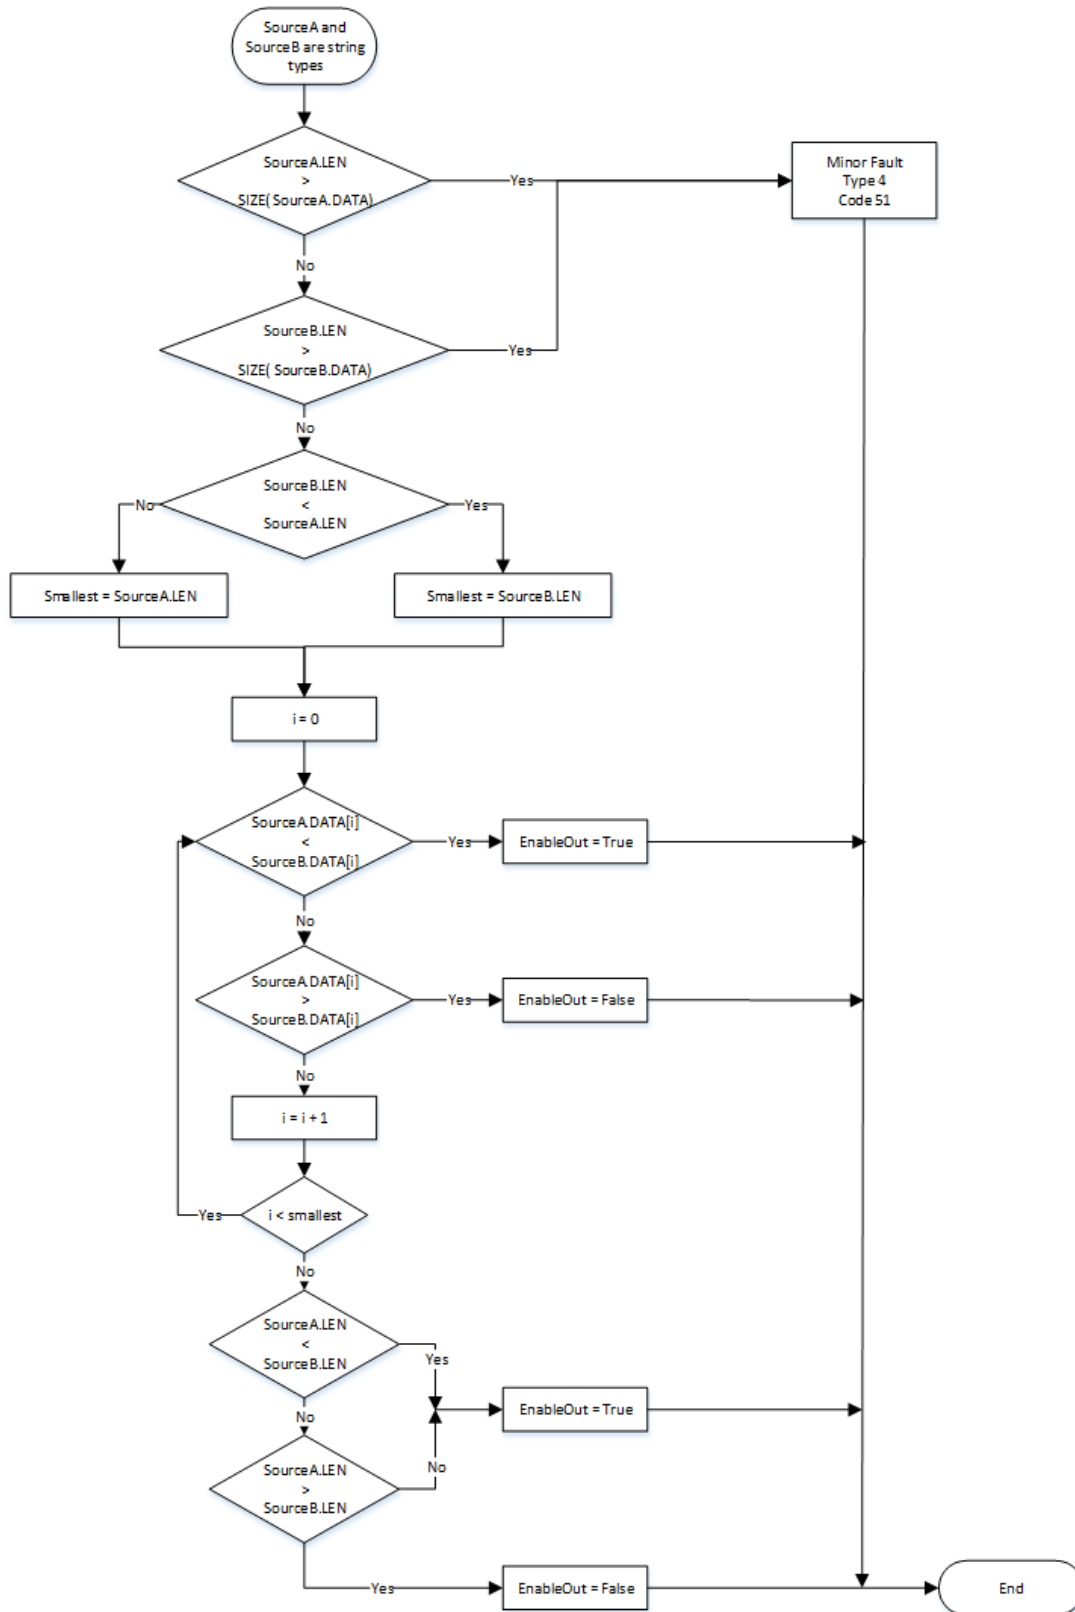 SourceA and
SourceB are string
types
SourceA.LEN
>
SIZE( SourceA.DATA)
Yes
Minor Fault
Type 4
Code 51
No
SourceB.LEN
>
SIZE( SourceB.DATA)
Yes
No
SourceB.LEN
<
SourceA.LEN
No
Yes
Smallest = SourceA.LEN
Smallest = SourceB.LEN
i = 0
SourceA.DATA[i]
<
SourceB.DATA[i]
Yes
EnableOut = True
No
SourceA.DATA[i]
>
SourceB.DATA[i]
Yes
EnableOut = False
No
i = i + 1
i < smallest
Yes
No
SourceA.LEN
<
SourceB.LEN
Yes
EnableOut = True
No
SourceA.LEN
>
SourceB.LEN
No
Yes
EnableOut = False
End